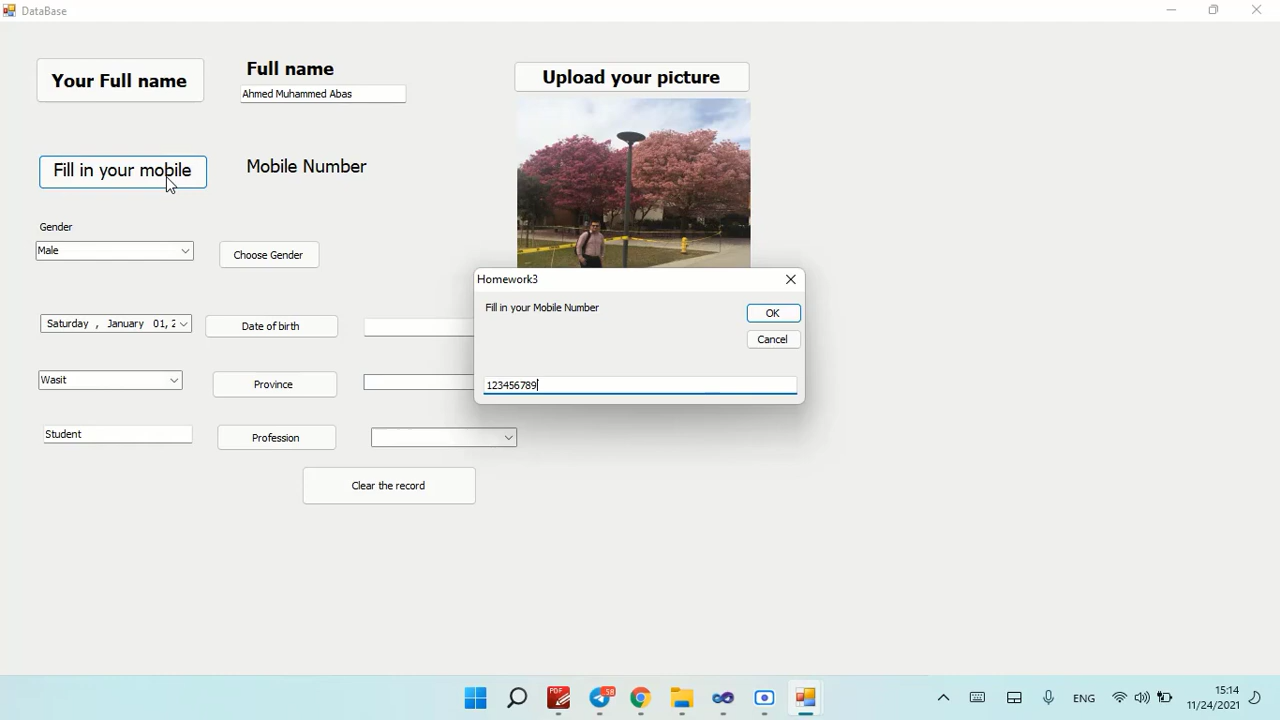 DataBase
Your Full name
Full name
Ahmed Muhammed Abas
Upload your picture
Fill in your mobile
Mobile Number
Gender
Male
Choose Gender
Homework3
Fill in your Mobile Number
OK
Cancel
123456789
Saturday , January 01, 2
Date of birth
Wasit
Province
Student
Profession
Clear the record
PDF
58
ENG
15:14
11/24/2021